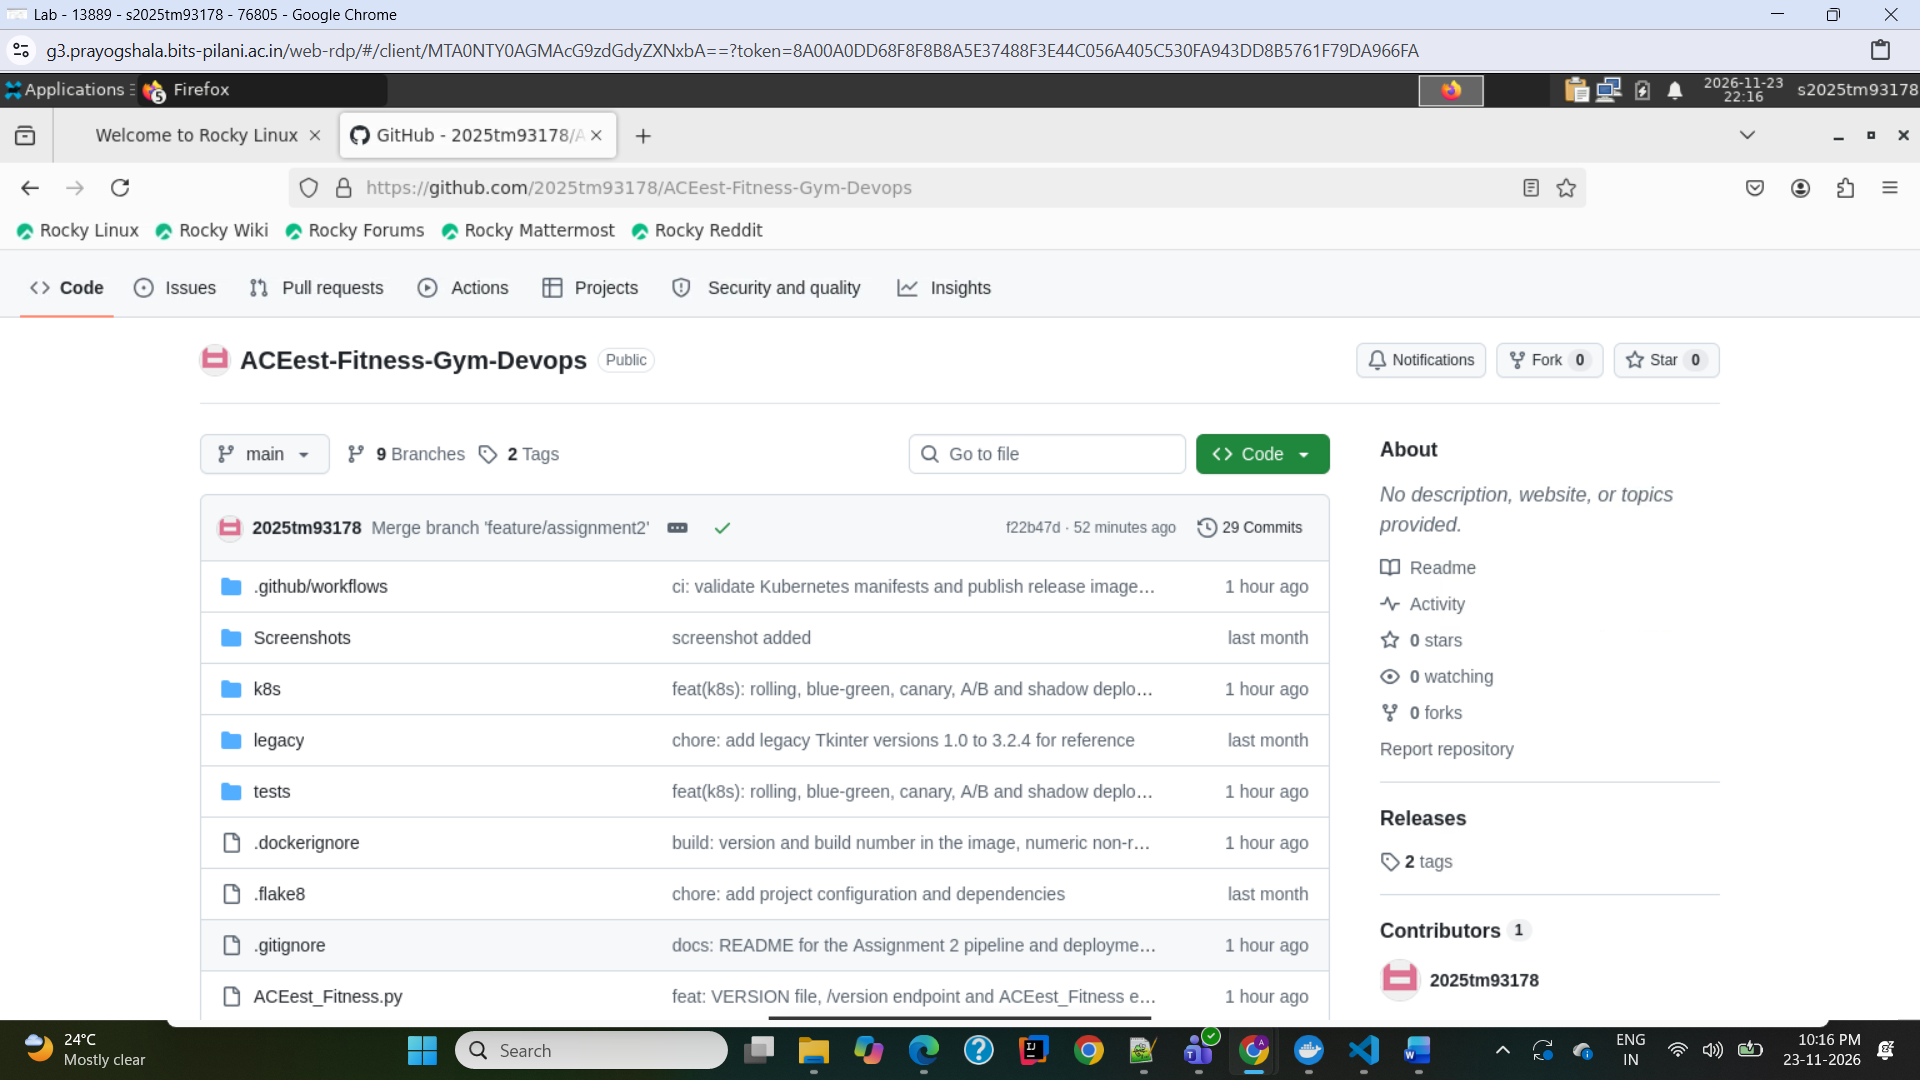 Lab - 13889 - s2025tm93178 - 76805 - Google Chrome
g3.prayogshala.bits-pilani.ac.in/web-rdp/#/client/MTA0NTY0AGMAcG9zdGdyZXNxbA==?token=8A00A0DD68F8F8B8A5E37488F3E44C056A405C530FA943DD8B5761F79DA966FA
Applications
5
Firefox
2026-11-23
22:16
s2025tm93178
Welcome to Rocky Linux
GitHub - 2025tm93178/A
https://github.com/2025tm93178/ACEest-Fitness-Gym-Devops
Rocky Linux
Rocky Wiki
Rocky Forums
Rocky Mattermost
Rocky Reddit
Code
Issues
Pull requests
Actions
Projects
Security and quality
Insights
ACEest-Fitness-Gym-Devops
Public
Notifications
Fork 0
Star 0
main
9 Branches
2 Tags
Go to file
Code
2025tm93178 Merge branch 'feature/assignment2'
f22b47d · 52 minutes ago
29 Commits
.github/workflows
ci: validate Kubernetes manifests and publish release image…
1 hour ago
Screenshots
screenshot added
last month
k8s
feat(k8s): rolling, blue-green, canary, A/B and shadow deplo…
1 hour ago
legacy
chore: add legacy Tkinter versions 1.0 to 3.2.4 for reference
last month
tests
feat(k8s): rolling, blue-green, canary, A/B and shadow deplo…
1 hour ago
.dockerignore
build: version and build number in the image, numeric non-r…
1 hour ago
.flake8
chore: add project configuration and dependencies
last month
.gitignore
docs: README for the Assignment 2 pipeline and deployme…
1 hour ago
ACEest_Fitness.py
feat: VERSION file, /version endpoint and ACEest_Fitness e…
1 hour ago
About
No description, website, or topics
provided.
Readme
Activity
0 stars
0 watching
0 forks
Report repository
Releases
2 tags
Contributors 1
2025tm93178
24°C
Mostly clear
Search
ENG
IN
10:16 PM
23-11-2026